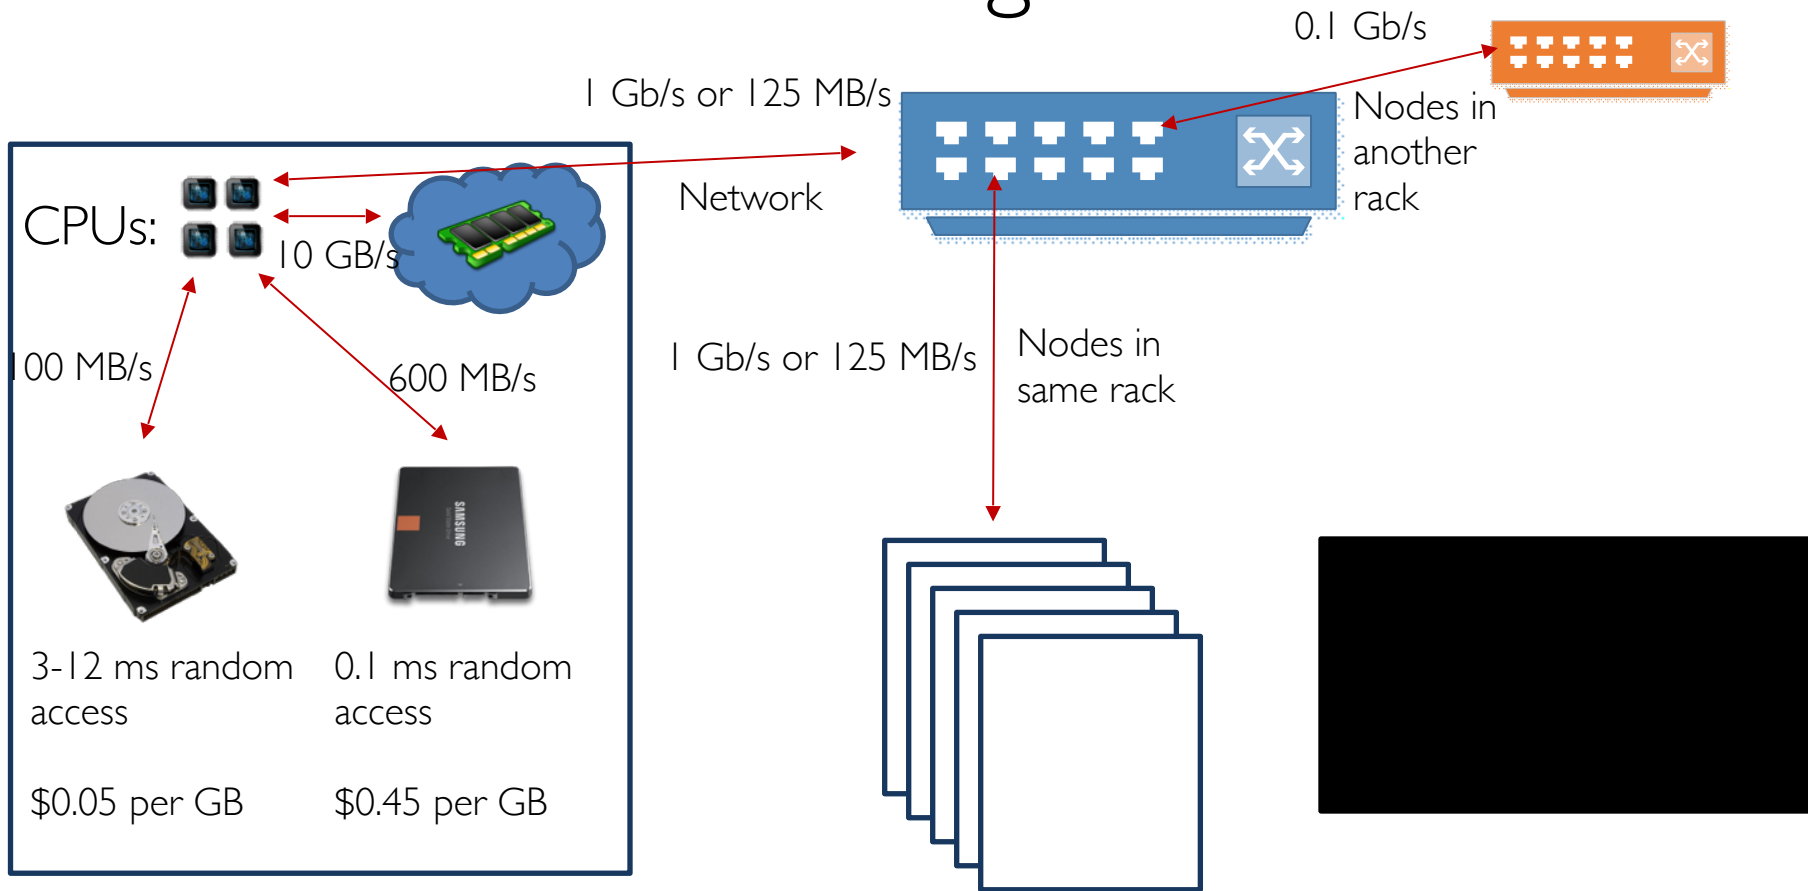 0.1 Gb/s
1 Gb/s or 125 MB/s
Nodes in
another
rack
Network
CPUs:
10 GB/s
100 MB/s
600 MB/s
1 Gb/s or 125 MB/s
Nodes in
same rack
SAMSUNG
3-12 ms random
access
0.1 ms random
access
$0.05 per GB
$0.45 per GB